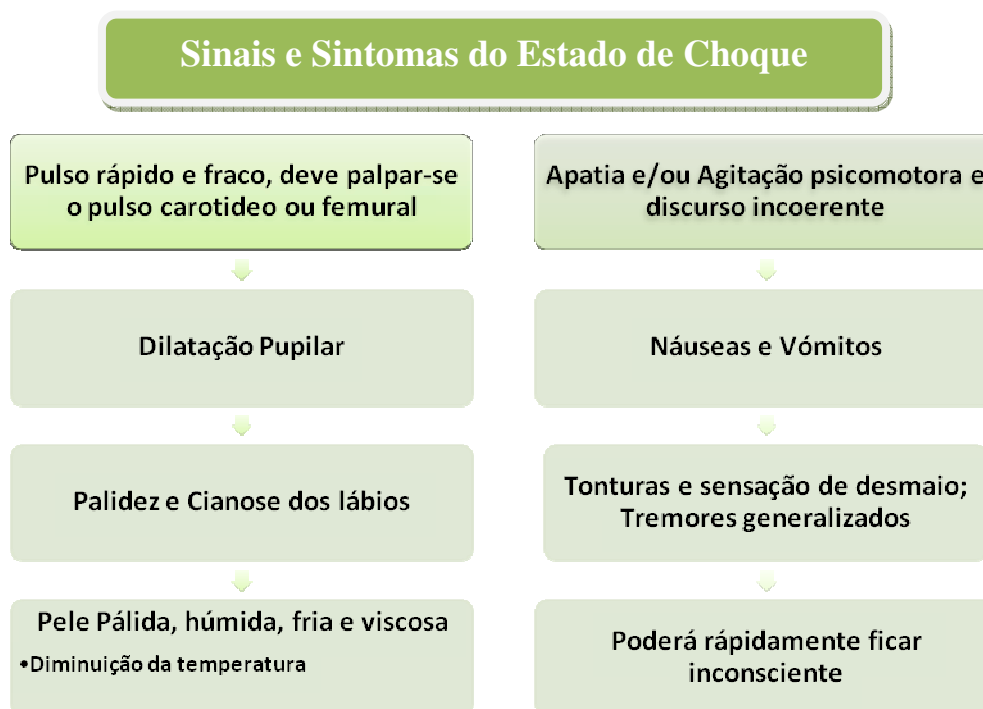 Sinais e Sintomas do Estado de Choque
Pulso rápido e fraco, deve palpar-se
o pulso carotideo ou femural
Dilatação Pupilar
Palidez e Cianose dos lábios
Pele Pálida, húmida, fria e viscosa
•Diminuição da temperatura
Apatia e/ou Agitação psicomotora e
discurso incoerente
Náuseas e Vómitos
Tonturas e sensação de desmaio;
Tremores generalizados
Poderá rápidamente ficar
inconsciente